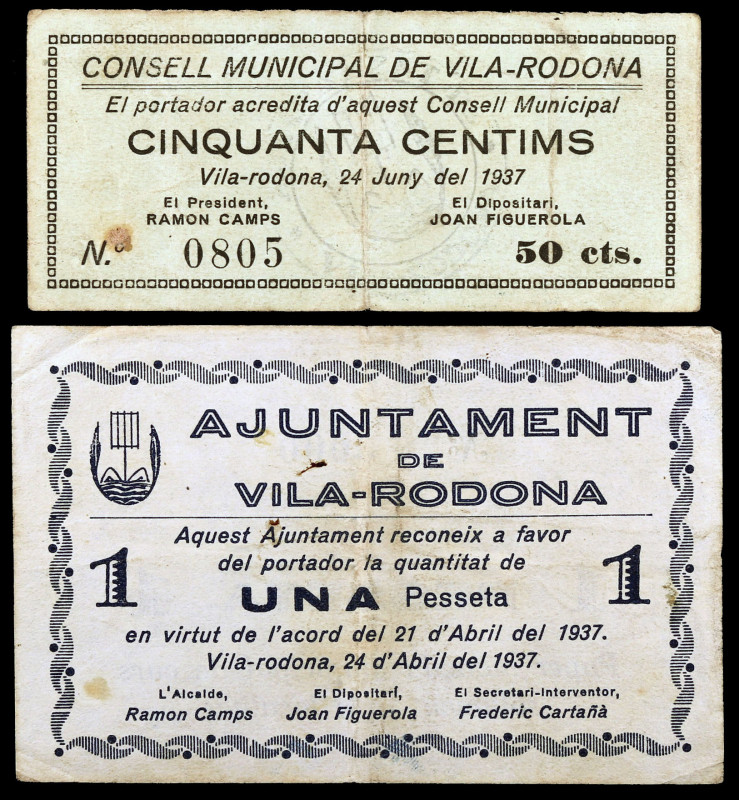 CONSELL MUNICIPAL DE VILA-RODONA
El portador acredita d'aquest Consell Municipal
CINQUANTA CENTIMS
Vila-rodona, 24 Juny del 1937
El President, El Dipositari,
RAMON CAMPS JOAN FIGUEROLA
N.º 0805 50 cts.
AJUNTAMENT
DE
VILA-RODONA
Aquest Ajuntament reconeix a favor
del portador la quantitat de
1 UNA Pesseta 1
en virtut de l'acord del 21 d'Abril del 1937.
Vila-rodona, 24 d'Abril del 1937.
L'Alcalde, El Dipositari, El Secretari-Interventor,
Ramon Camps Joan Figuerola Frederic Cartañà